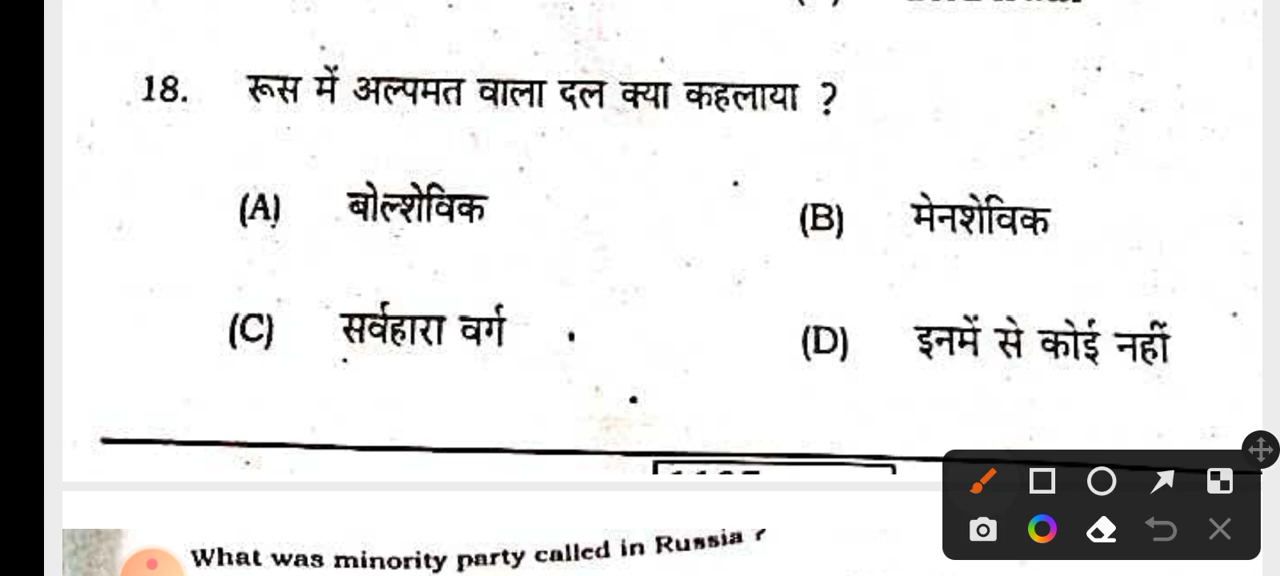 18. रूस में अल्पमत वाला दल क्या कहलाया ?
(A) बोल्शेविक (B) मेनशेविक
(C) सर्वहारा वर्ग (D) इनमें से कोई नहीं
What was minority party called in Russia